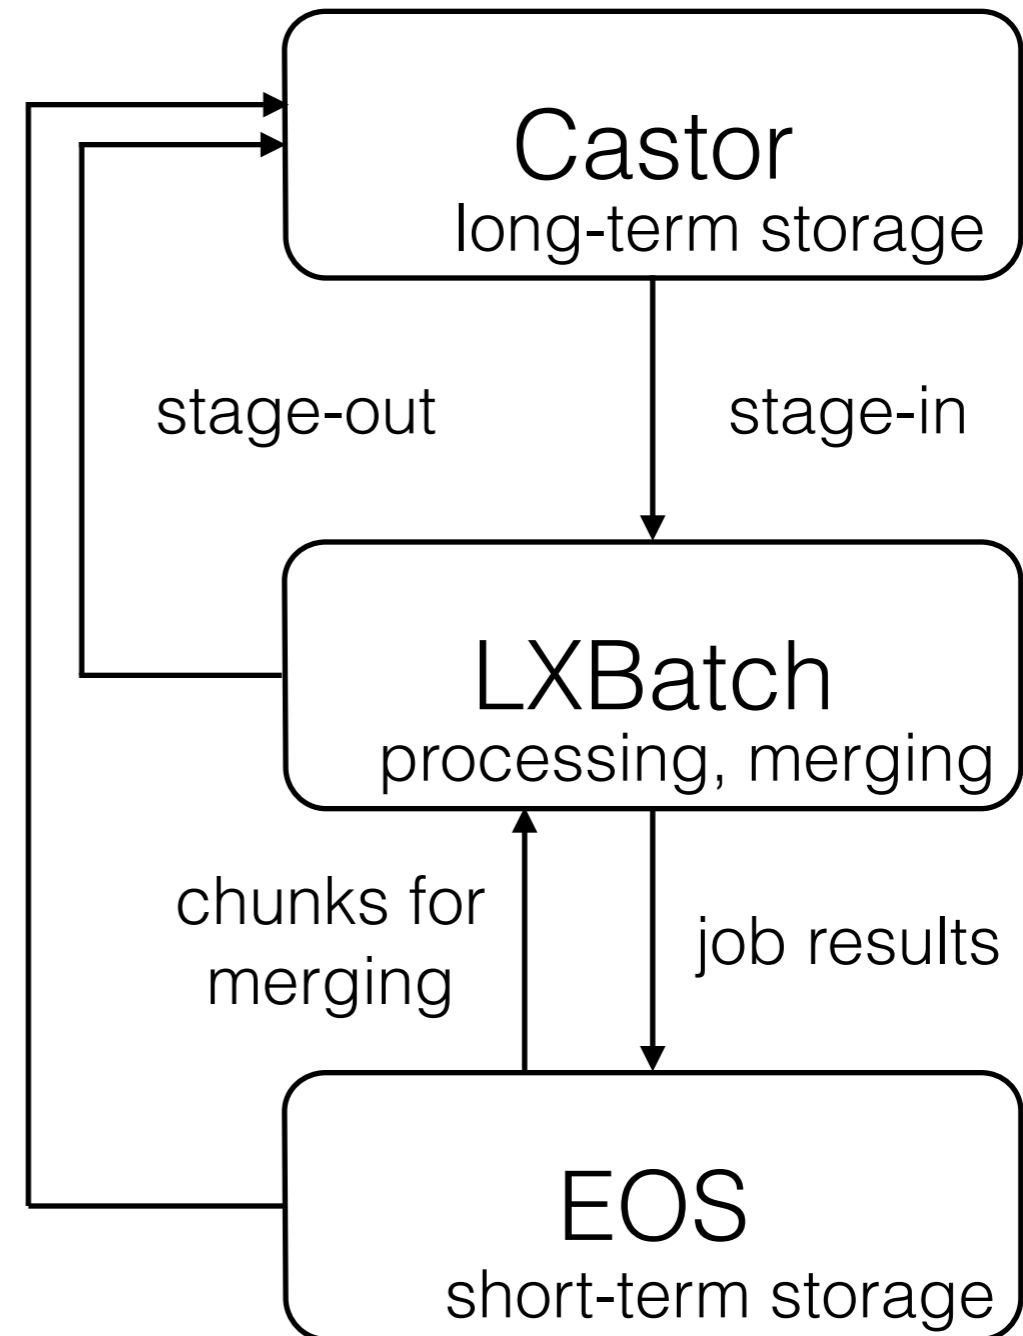 Castor
long-term storage
stage-out
stage-in
LXBatch
processing, merging
chunks for
merging
job results
EOS
short-term storage